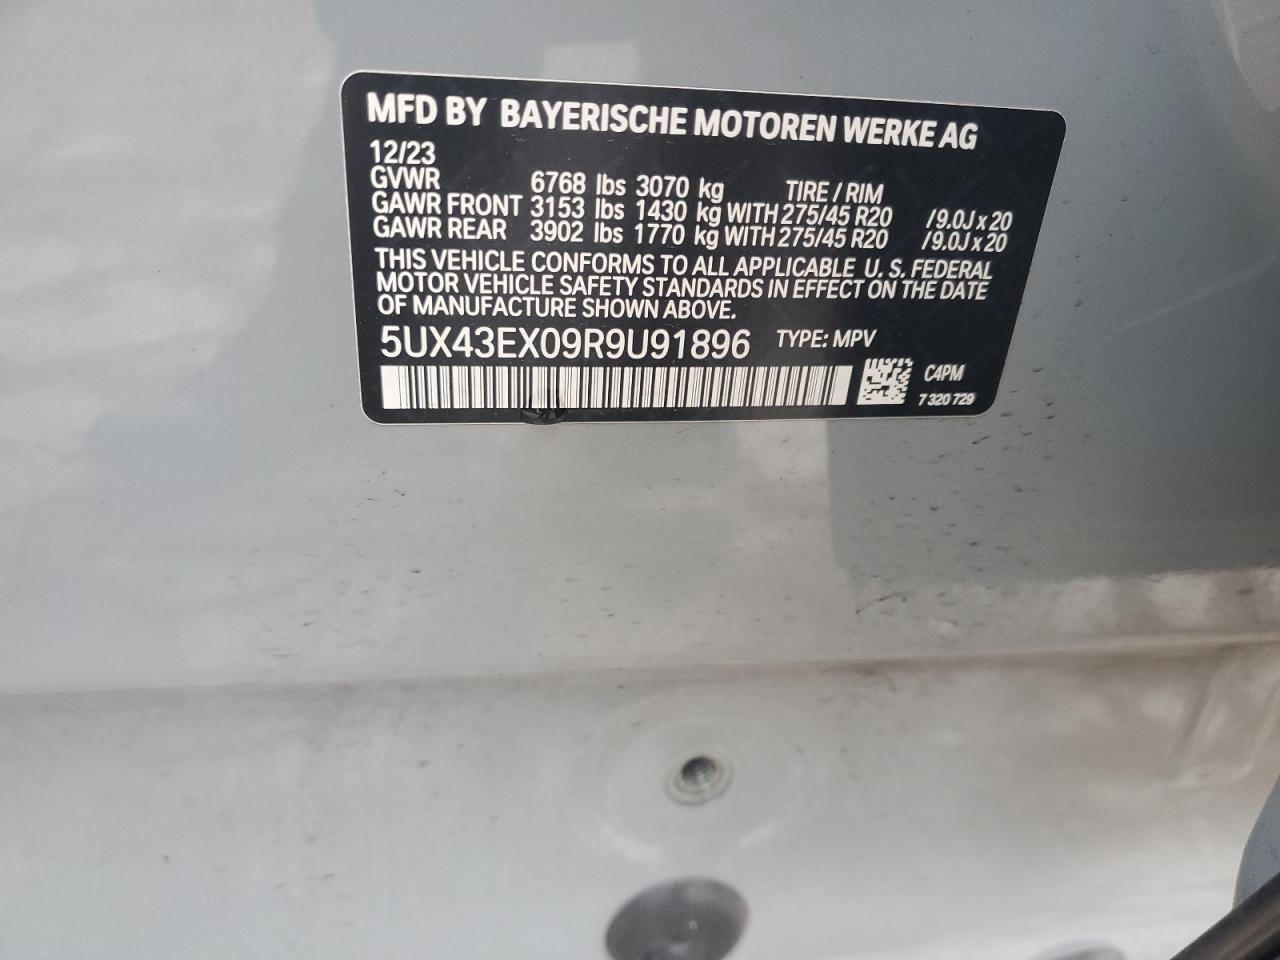 MFD BY BAYERISCHE MOTOREN WERKE AG
12/23
GVWR 6768 lbs 3070 kg TIRE / RIM
GAWR FRONT 3153 lbs 1430 kg WITH 275/45 R20 /9.0J x 20
GAWR REAR 3902 lbs 1770 kg WITH 275/45 R20 /9.0J x 20
THIS VEHICLE CONFORMS TO ALL APPLICABLE U. S. FEDERAL
MOTOR VEHICLE SAFETY STANDARDS IN EFFECT ON THE DATE
OF MANUFACTURE SHOWN ABOVE.
5UX43EX09R9U91896 TYPE: MPV
C4PM
7 320 729